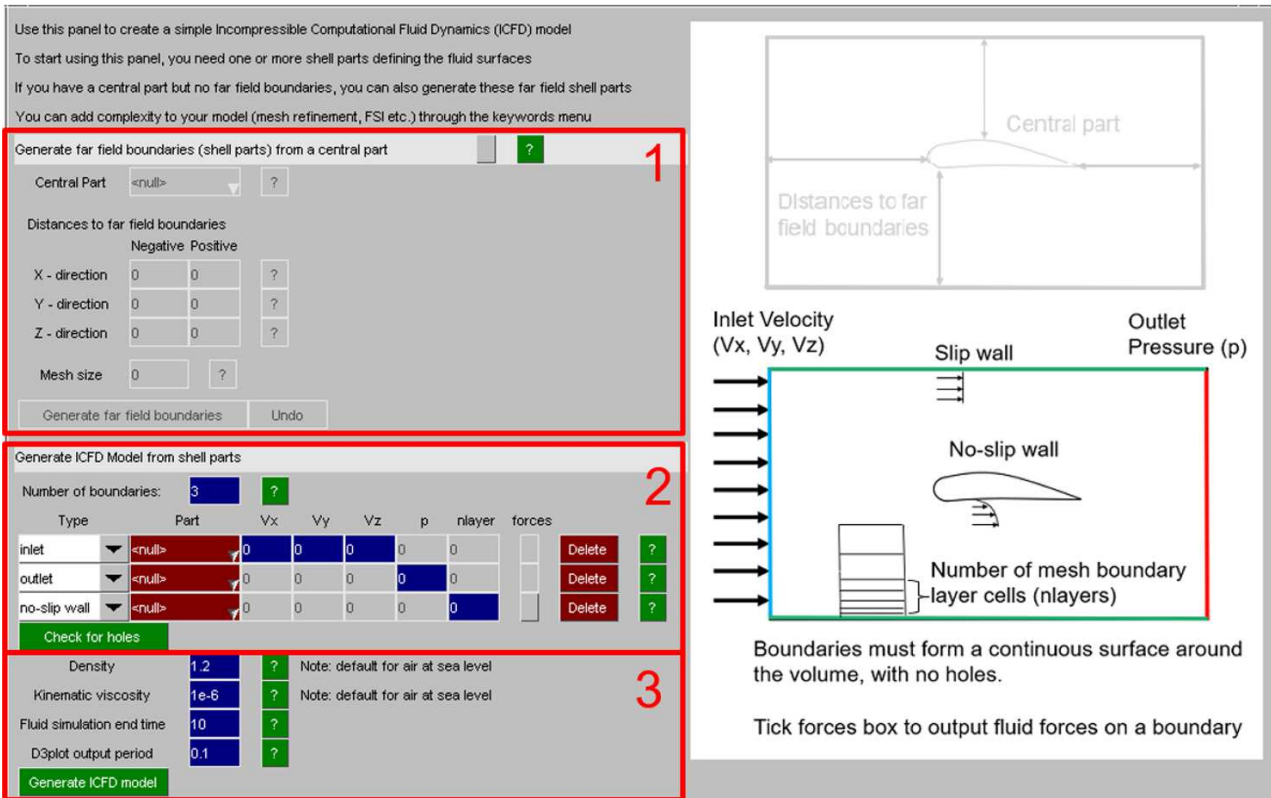 Use this panel to create a simple Incompressible Computational Fluid Dynamics (ICFD) model
To start using this panel, you need one or more shell parts defining the fluid surfaces
If you have a central part but no far field boundaries, you can also generate these far field shell parts
You can add complexity to your model (mesh refinement, FSI etc.) through the keywords menu
Generate far field boundaries (shell parts) from a central part ? 1
Central Part <null> ?
Distances to far field boundaries
Negative Positive
X - direction 0 0 ?
Y - direction 0 0 ?
Z - direction 0 0 ?
Mesh size 0 ?
Generate far field boundaries Undo
Generate ICFD Model from shell parts 2
Number of boundaries: 3 ?
Type Part Vx Vy Vz p nlayer forces
inlet <null> 0 0 0 0 0 Delete ?
outlet <null> 0 0 0 0 0 Delete ?
no-slip wall <null> 0 0 0 0 0 Delete ?
Check for holes
Density 1.2 ? Note: default for air at sea level 3
Kinematic viscosity 1e-6 ? Note: default for air at sea level
Fluid simulation end time 10 ?
D3plot output period 0.1 ?
Generate ICFD model
Central part
Distances to far
field boundaries
Inlet Velocity
(Vx, Vy, Vz)
Slip wall
Outlet
Pressure (p)
No-slip wall
Number of mesh boundary
layer cells (nlayers)
Boundaries must form a continuous surface around
the volume, with no holes.
Tick forces box to output fluid forces on a boundary